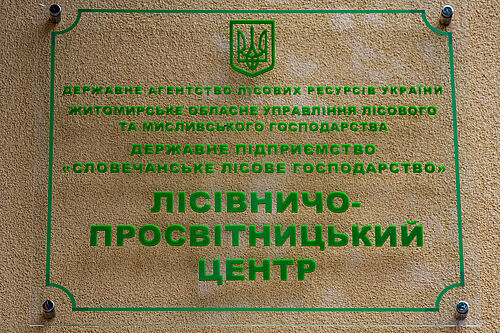 ДЕРЖАВНЕ АГЕНТСТВО ЛІСОВИХ РЕСУРСІВ УКРАЇНИ
ЖИТОМИРСЬКЕ ОБЛАСНЕ УПРАВЛІННЯ ЛІСОВОГО
ТА МИСЛИВСЬКОГО ГОСПОДАРСТВА
ДЕРЖАВНЕ ПІДПРИЄМСТВО
«СЛОВЕЧАНСЬКЕ ЛІСОВЕ ГОСПОДАРСТВО»
ЛІСІВНИЧО-
ПРОСВІТНИЦЬКИЙ
ЦЕНТР